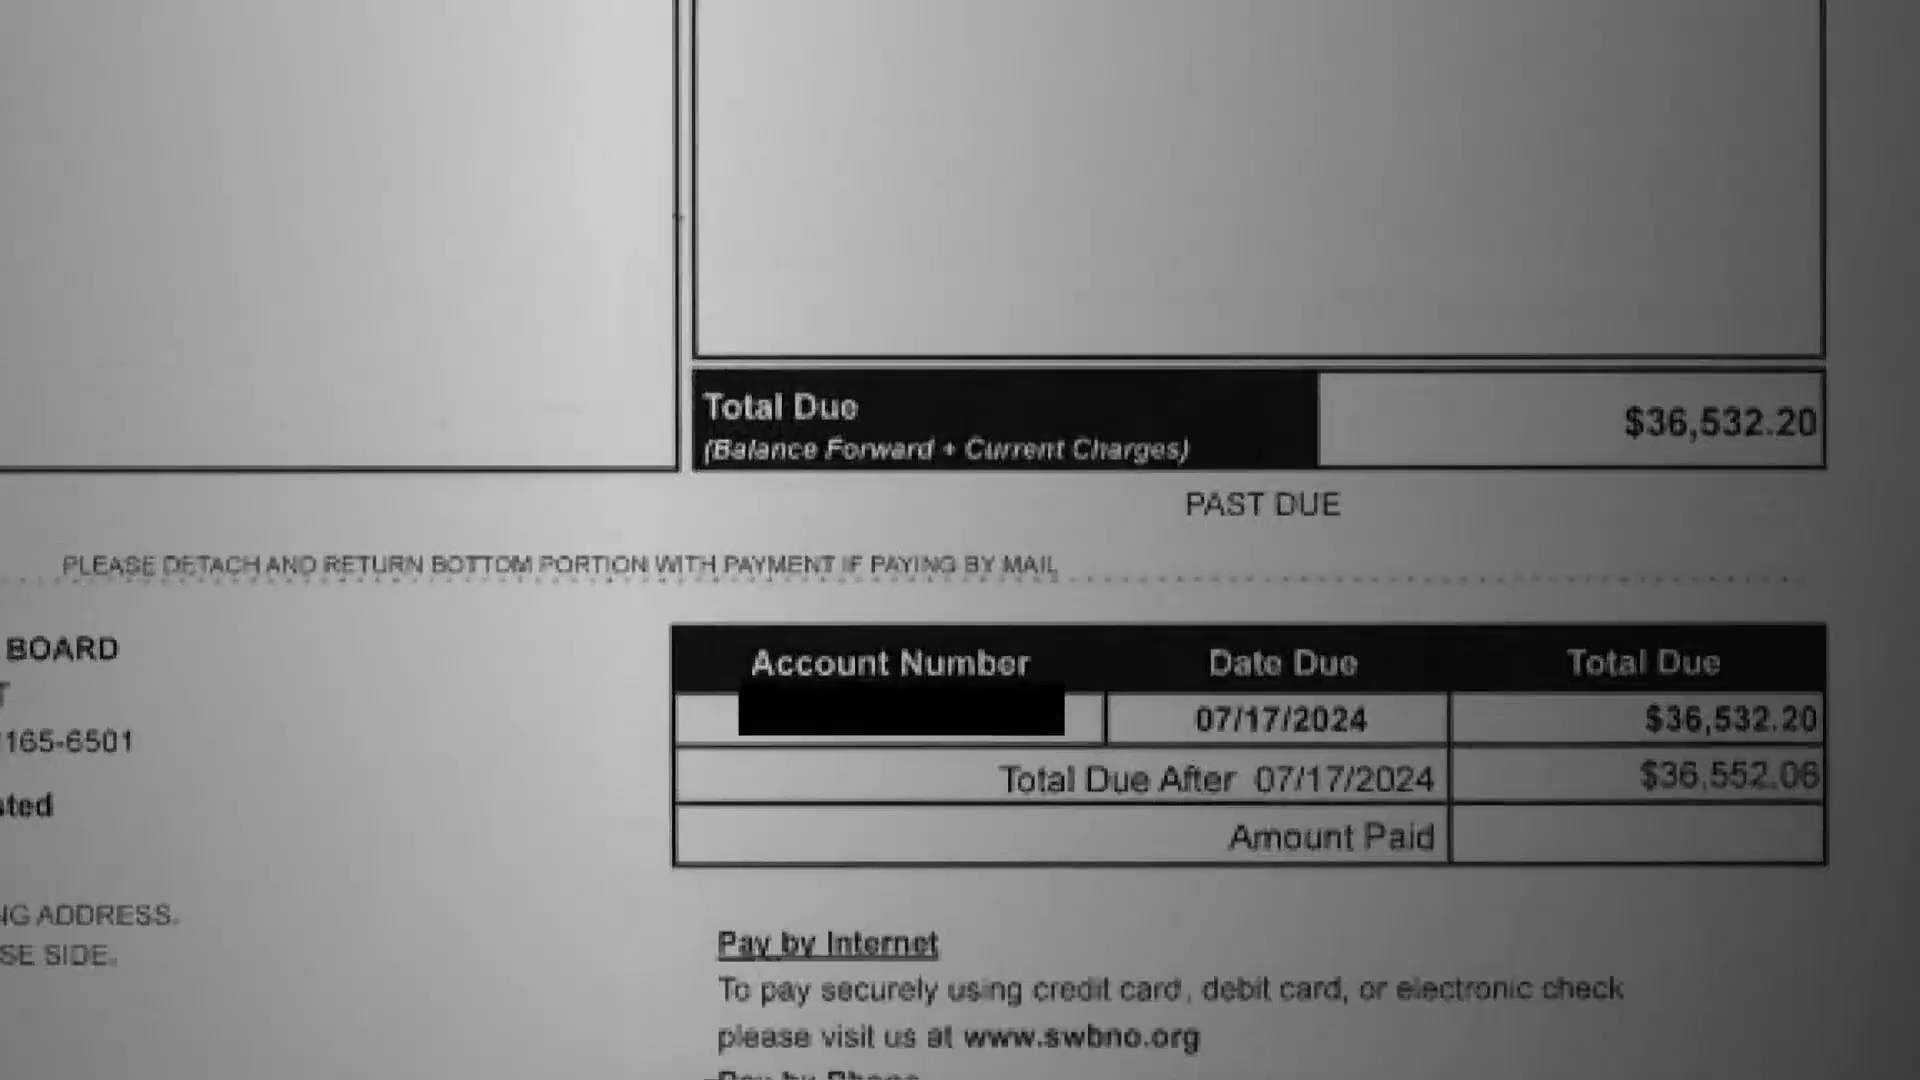 Total Due
(Balance Forward + Current Charges)
$36,532.20
PAST DUE
PLEASE DETACH AND RETURN BOTTOM PORTION WITH PAYMENT IF PAYING BY MAIL
BOARD
165-6501
Account Number Date Due Total Due
07/17/2024 $36,532.20
Total Due After 07/17/2024 $36,552.06
Amount Paid
ADDRESS.
SIDE.
Pay by Internet
To pay securely using credit card, debit card, or electronic check
please visit us at www.swbno.org
Pay by Phone